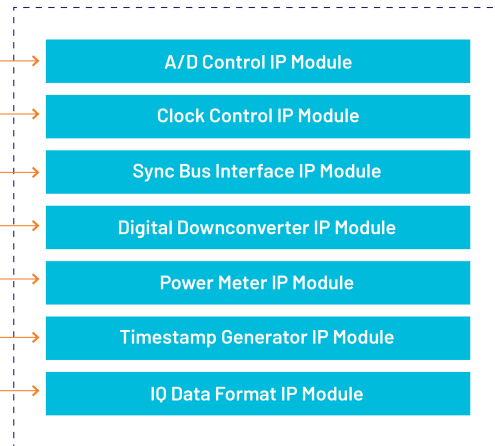 A/D Control IP Module
Clock Control IP Module
Sync Bus Interface IP Module
Digital Downconverter IP Module
Power Meter IP Module
Timestamp Generator IP Module
IQ Data Format IP Module